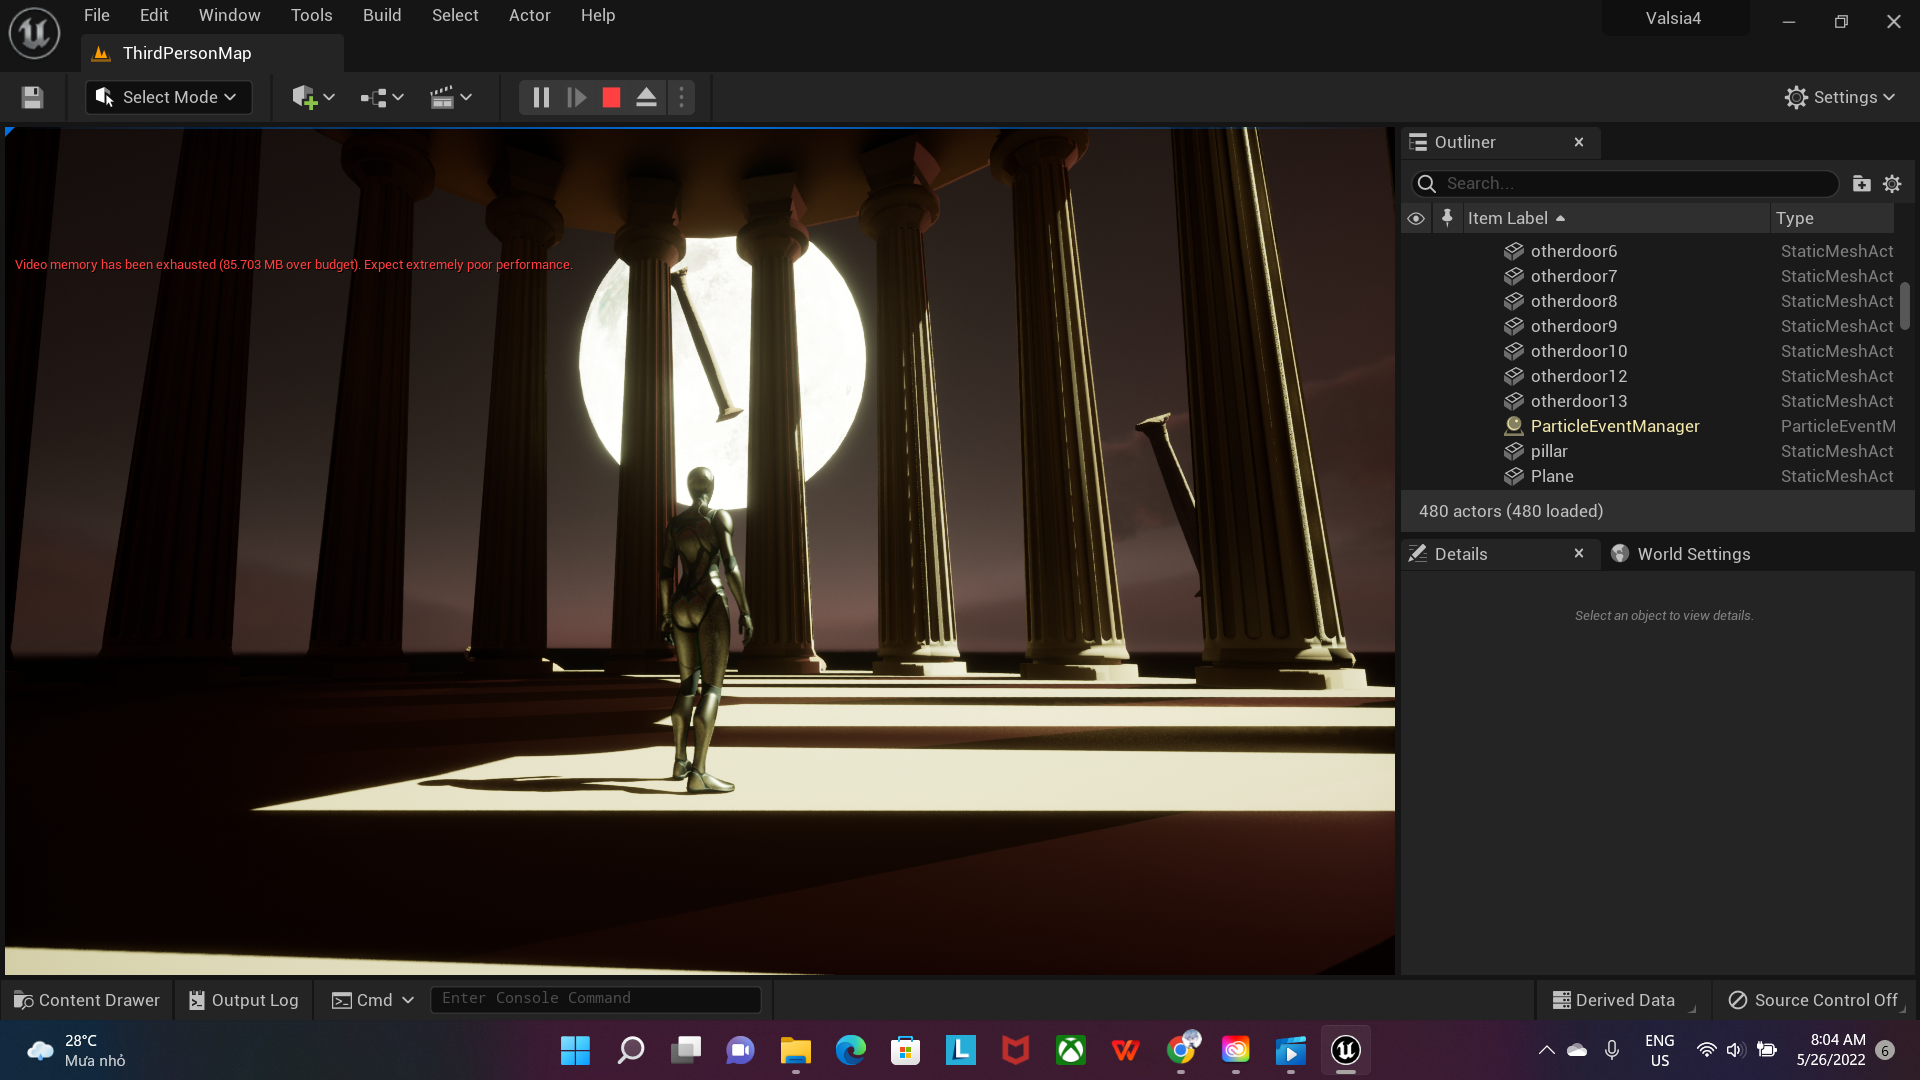 File Edit Window Tools Build Select Actor Help
Valsia4
ThirdPersonMap
Select Mode
Settings
Video memory has been exhausted (85.703 MB over budget). Expect extremely poor performance.
Outliner
Search...
Item Label Type
otherdoor6 StaticMeshAct
otherdoor7 StaticMeshAct
otherdoor8 StaticMeshAct
otherdoor9 StaticMeshAct
otherdoor10 StaticMeshAct
otherdoor12 StaticMeshAct
otherdoor13 StaticMeshAct
ParticleEventManager ParticleEventM
pillar StaticMeshAct
Plane StaticMeshAct
480 actors (480 loaded)
Details World Settings
Select an object to view details.
Content Drawer Output Log Cmd Enter Console Command Derived Data Source Control Off
28°C
Mưa nhỏ
ENG
US
8:04 AM
5/26/2022
6